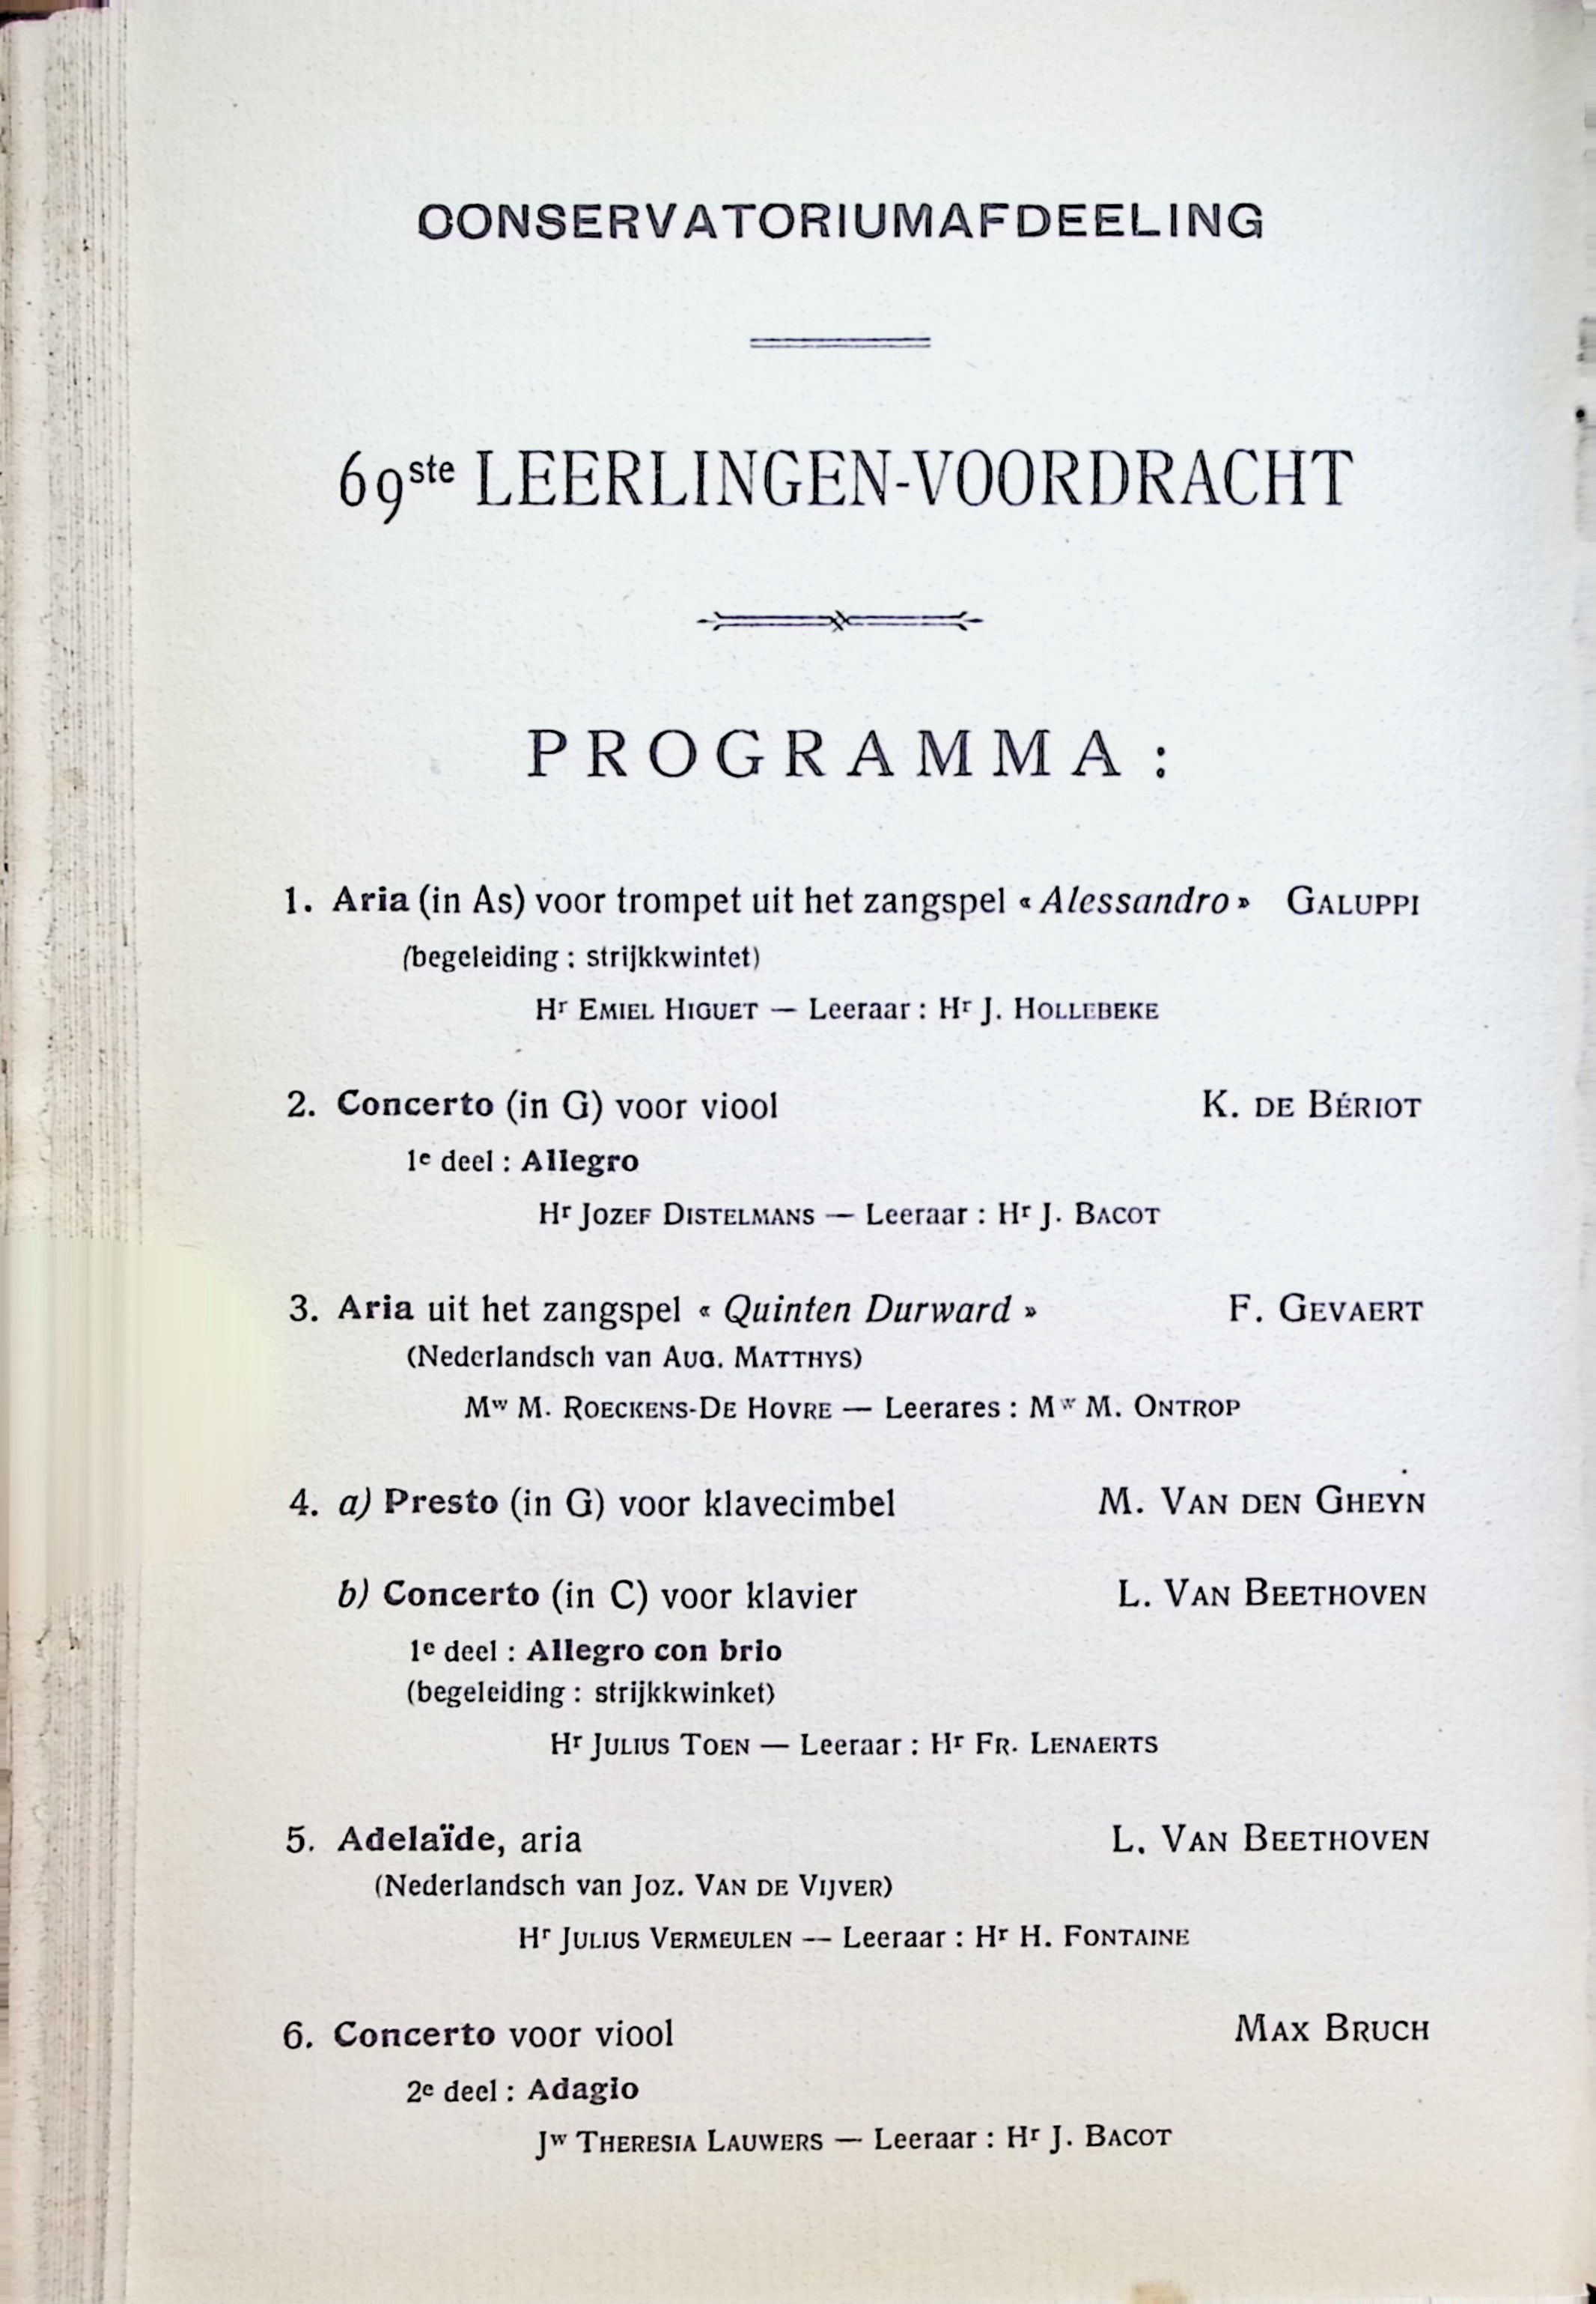 CONSERVATORIUMAFDEELING
69ste LEERLINGEN-VOORDRACHT
PROGRAMMA :
1. Aria (in As) voor trompet uit het zangspel « Alessandro » GALUPPI
(begeleiding : strijkkwintet)
Hr EMIEL HIGUET — Leeraar : Hr J. HOLLEBEKE
2. Concerto (in G) voor viool K. DE BÉRIOT
1e deel : Allegro
Hr JOZEF DISTELMANS — Leeraar : Hr J. BACOT
3. Aria uit het zangspel « Quinten Durward » F. GEVAERT
(Nederlandsch van AUG. MATTHYS)
Mw M. ROECKENS-DE HOVRE — Leerares : Mw M. ONTROP
4. a) Presto (in G) voor klavecimbel M. VAN DEN GHEYN
b) Concerto (in C) voor klavier L. VAN BEETHOVEN
1e deel : Allegro con brio
(begeleiding : strijkkwinket)
Hr JULIUS TOEN — Leeraar : Hr FR. LENAERTS
5. Adelaïde, aria L. VAN BEETHOVEN
(Nederlandsch van JOZ. VAN DE VIJVER)
Hr JULIUS VERMEULEN — Leeraar : Hr H. FONTAINE
6. Concerto voor viool MAX BRUCH
2e deel : Adagio
Jw THERESIA LAUWERS — Leeraar : Hr J. BACOT